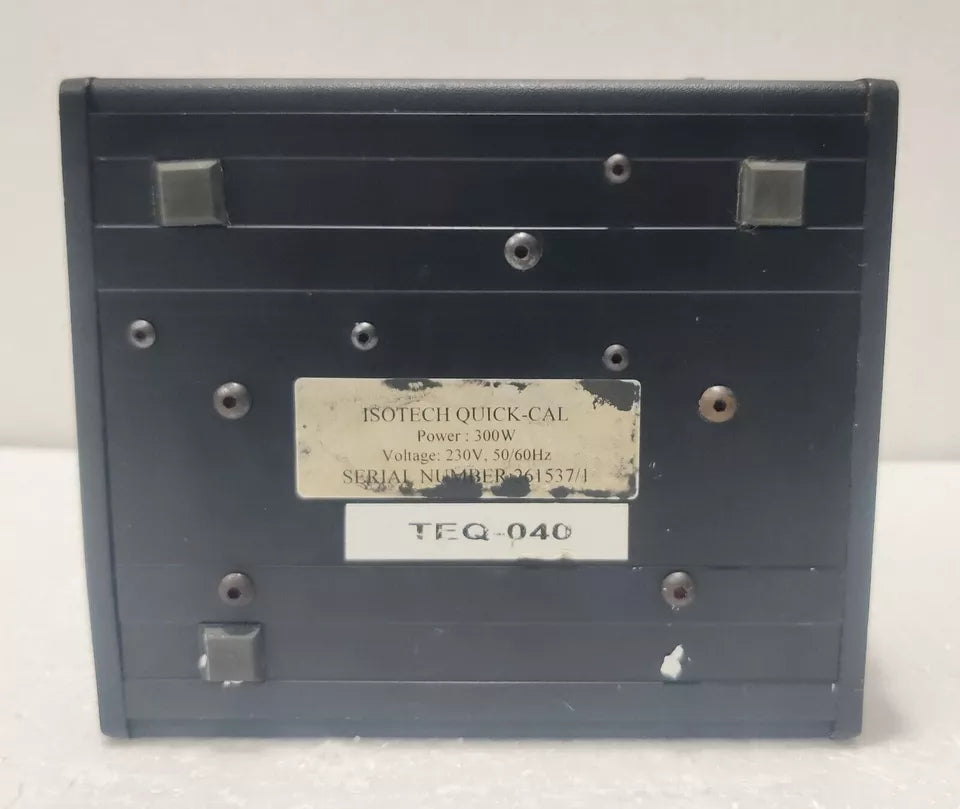 ISOTECH QUICK-CAL
Power : 300W
Voltage: 230V, 50/60Hz
SERIAL NUMBER:261537/1
TEQ-040